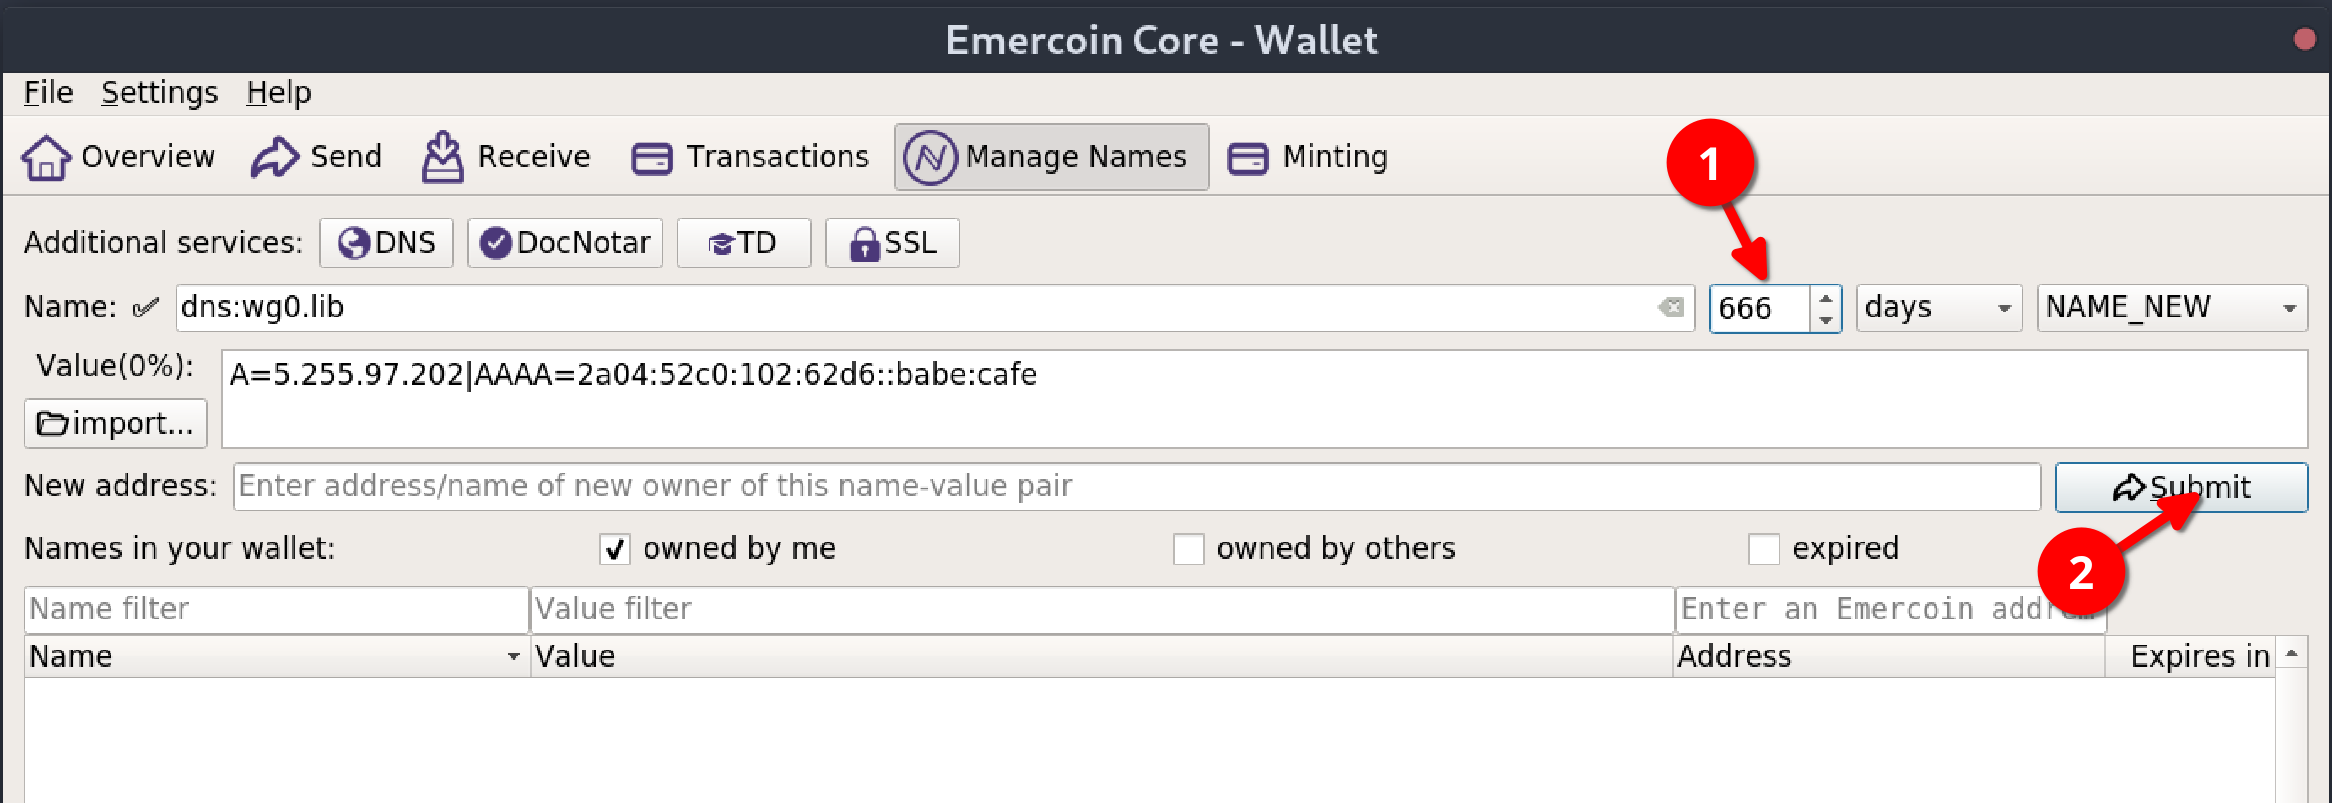 Emercoin Core - Wallet
File Settings Help
Overview Send Receive Transactions Manage Names Minting
1
Additional services: DNS DocNotar TD SSL
Name: dns:wg0.lib 666 days NAME_NEW
Value(0%): A=5.255.97.202|AAAA=2a04:52c0:102:62d6::babe:cafe
import...
New address: Enter address/name of new owner of this name-value pair Submit
Names in your wallet: owned by me owned by others expired
2
Name filter Value filter Enter an Emercoin
Name Value Address Expires in